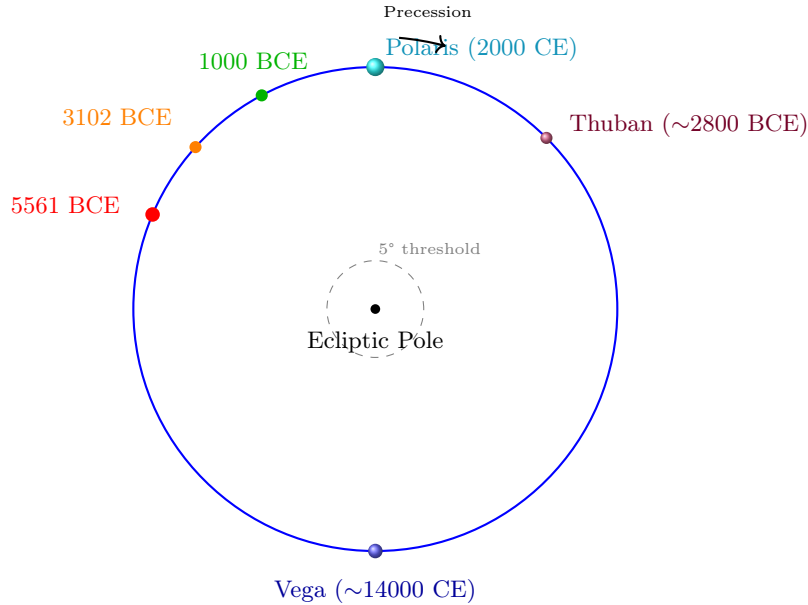 Precession
Polaris (2000 CE)
1000 BCE
3102 BCE
Thuban (∼2800 BCE)
5561 BCE
5° threshold
Ecliptic Pole
Vega (∼14000 CE)